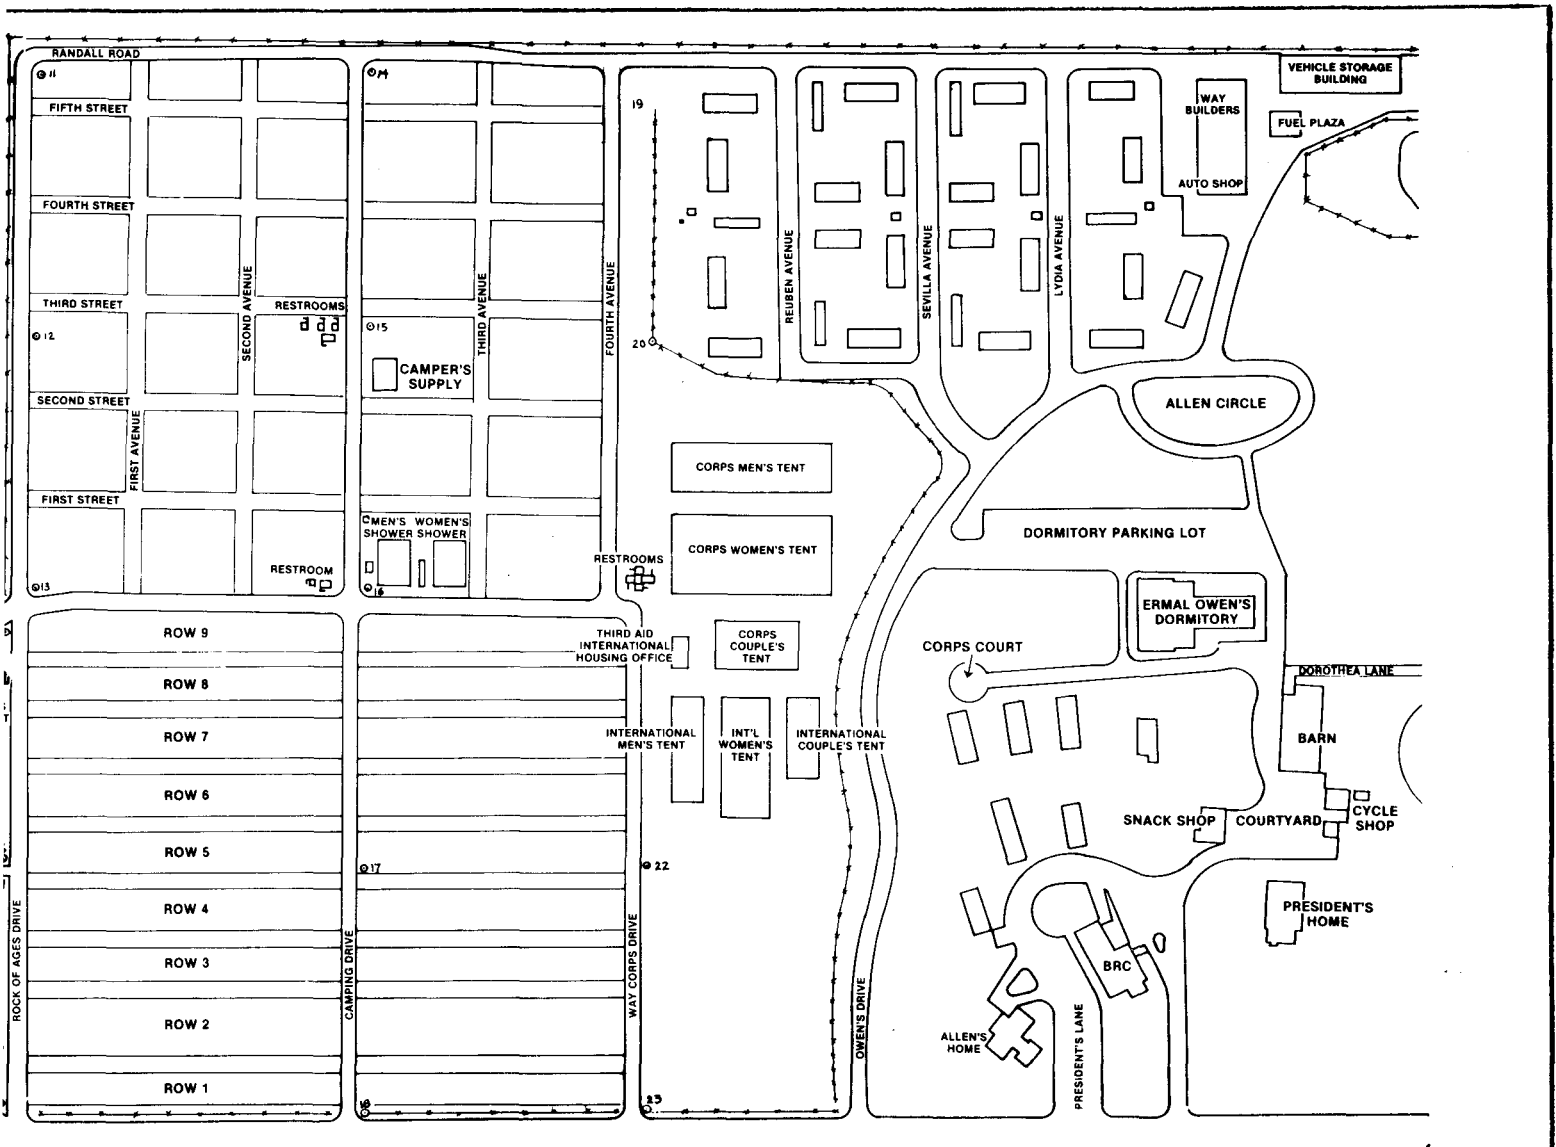 RANDALL ROAD
11
14
19
VEHICLE STORAGE
BUILDING
FIFTH STREET
WAY
BUILDERS
FUEL PLAZA
AUTO SHOP
FOURTH STREET
SECOND AVENUE
THIRD AVENUE
FOURTH AVENUE
REUBEN AVENUE
SEVILLA AVENUE
LYDIA AVENUE
THIRD STREET
RESTROOMS
12
15
20
CAMPER'S
SUPPLY
SECOND STREET
ALLEN CIRCLE
FIRST AVENUE
CORPS MEN'S TENT
FIRST STREET
MEN'S
SHOWER
WOMEN'S
SHOWER
DORMITORY PARKING LOT
CORPS WOMEN'S TENT
RESTROOMS
RESTROOM
13
16
ERMAL OWEN'S
DORMITORY
ROW 9
THIRD AID
INTERNATIONAL
HOUSING OFFICE
CORPS
COUPLE'S
TENT
CORPS COURT
DOROTHEA LANE
ROW 8
ROW 7
INTERNATIONAL
MEN'S TENT
INT'L
WOMEN'S
TENT
INTERNATIONAL
COUPLE'S TENT
BARN
ROW 6
SNACK SHOP
COURTYARD
CYCLE
SHOP
ROW 5
17
22
ROW 4
PRESIDENT'S
HOME
ROCK OF AGES DRIVE
CAMPING DRIVE
WAY CORPS DRIVE
ROW 3
BRC
OWEN'S DRIVE
ROW 2
ALLEN'S
HOME
PRESIDENT'S LANE
ROW 1
18
23